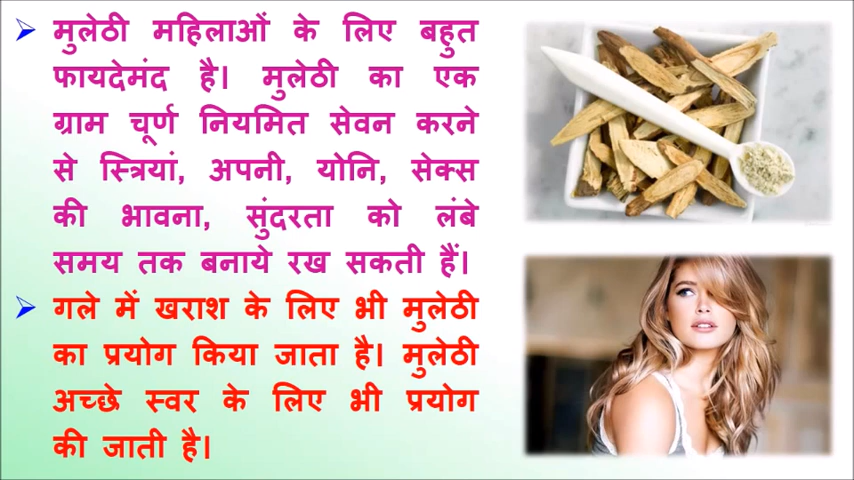 मुलेठी महिलाओं के लिए बहुत
फायदेमंद है। मुलेठी का एक
ग्राम चूर्ण नियमित सेवन करने
से स्त्रियां, अपनी, योनि, सेक्स
की भावना, सुंदरता को लंबे
समय तक बनाये रख सकती हैं।
गले में खराश के लिए भी मुलेठी
का प्रयोग किया जाता है। मुलेठी
अच्छे स्वर के लिए भी प्रयोग
की जाती है।